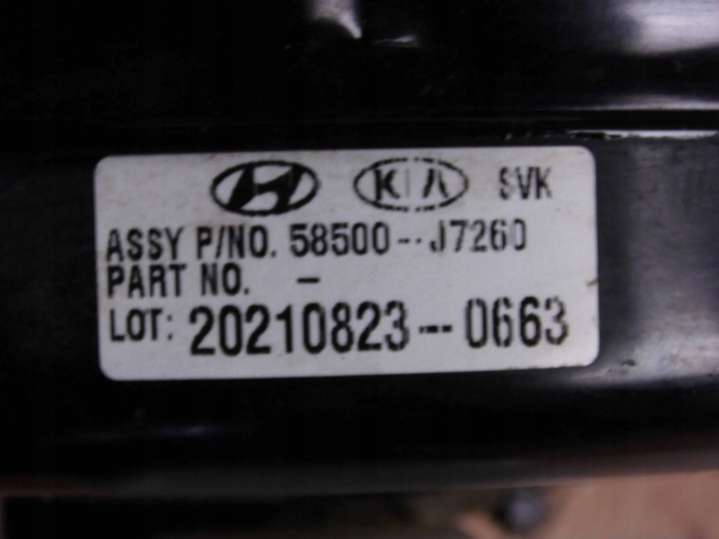 KIA SVK
ASSY P/NO. 58500--J7260
PART NO. -
LOT: 20210823--0663